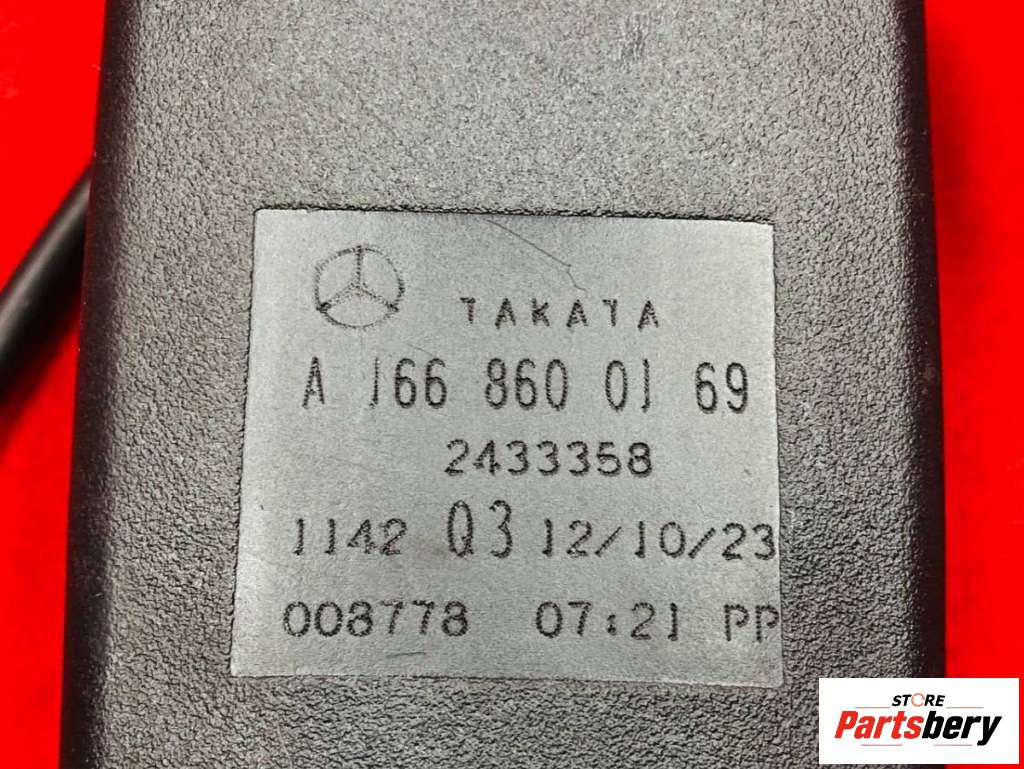 TAKATA
A 166 860 01 69
2433358
1142 Q3 12/10/23
008778 07:21 PP
STORE
Partsbery